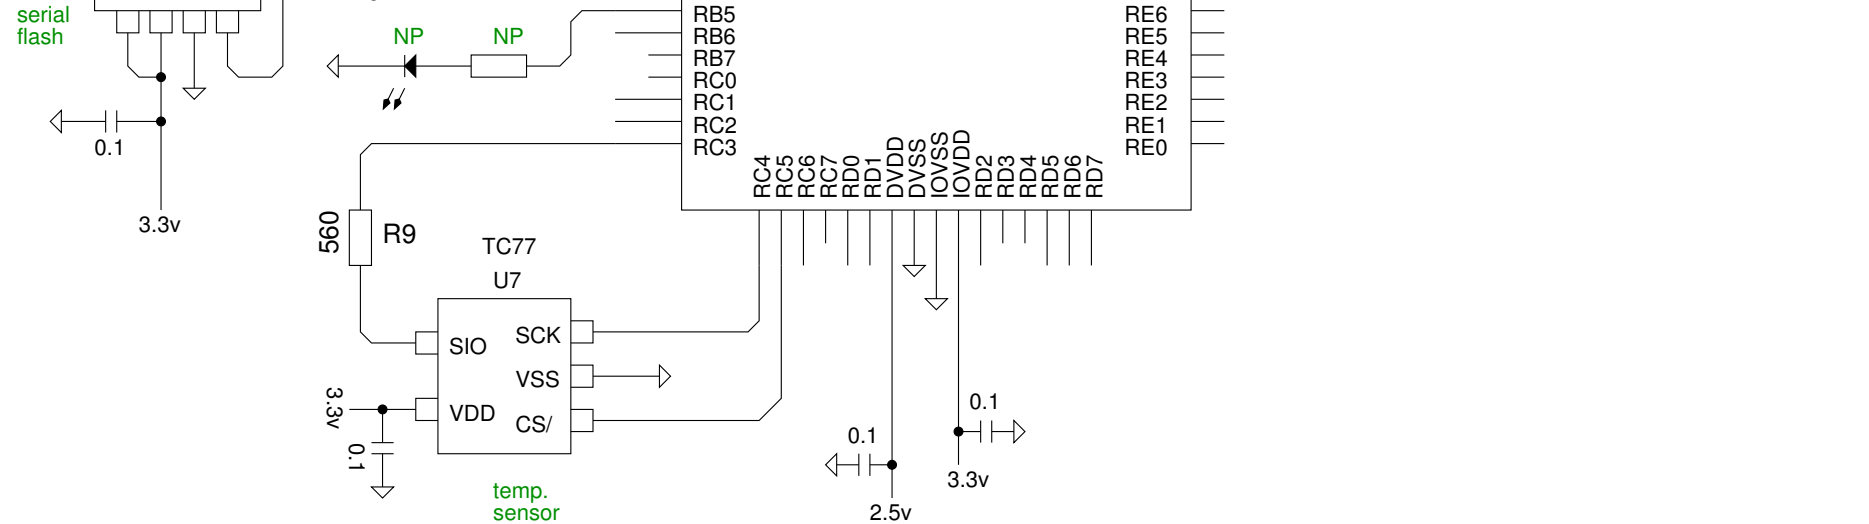 serial
flash
0.1
3.3v
NP
NP
RB5
RB6
RB7
RC0
RC1
RC2
RC3
RE6
RE5
RE4
RE3
RE2
RE1
RE0
RC4
RC5
RC6
RC7
RD0
RD1
DVDD
DVSS
IOVSS
IOVDD
RD2
RD3
RD4
RD5
RD6
RD7
560
R9
TC77
U7
SIO
VDD
SCK
VSS
CS/
3.3v
0.1
temp.
sensor
0.1
2.5v
0.1
3.3v